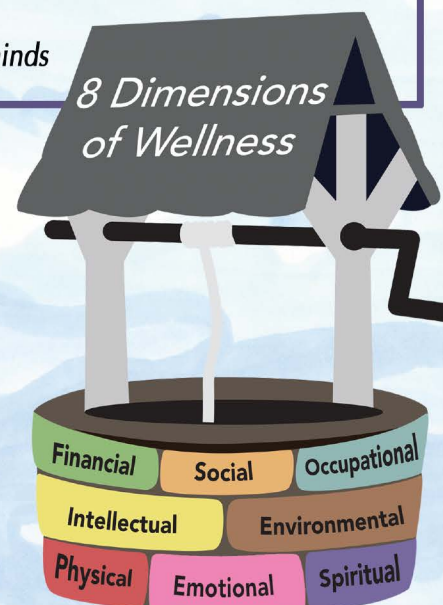 inds
8 Dimensions
of Wellness
Financial Social Occupational
Intellectual Environmental
Physical Emotional Spiritual